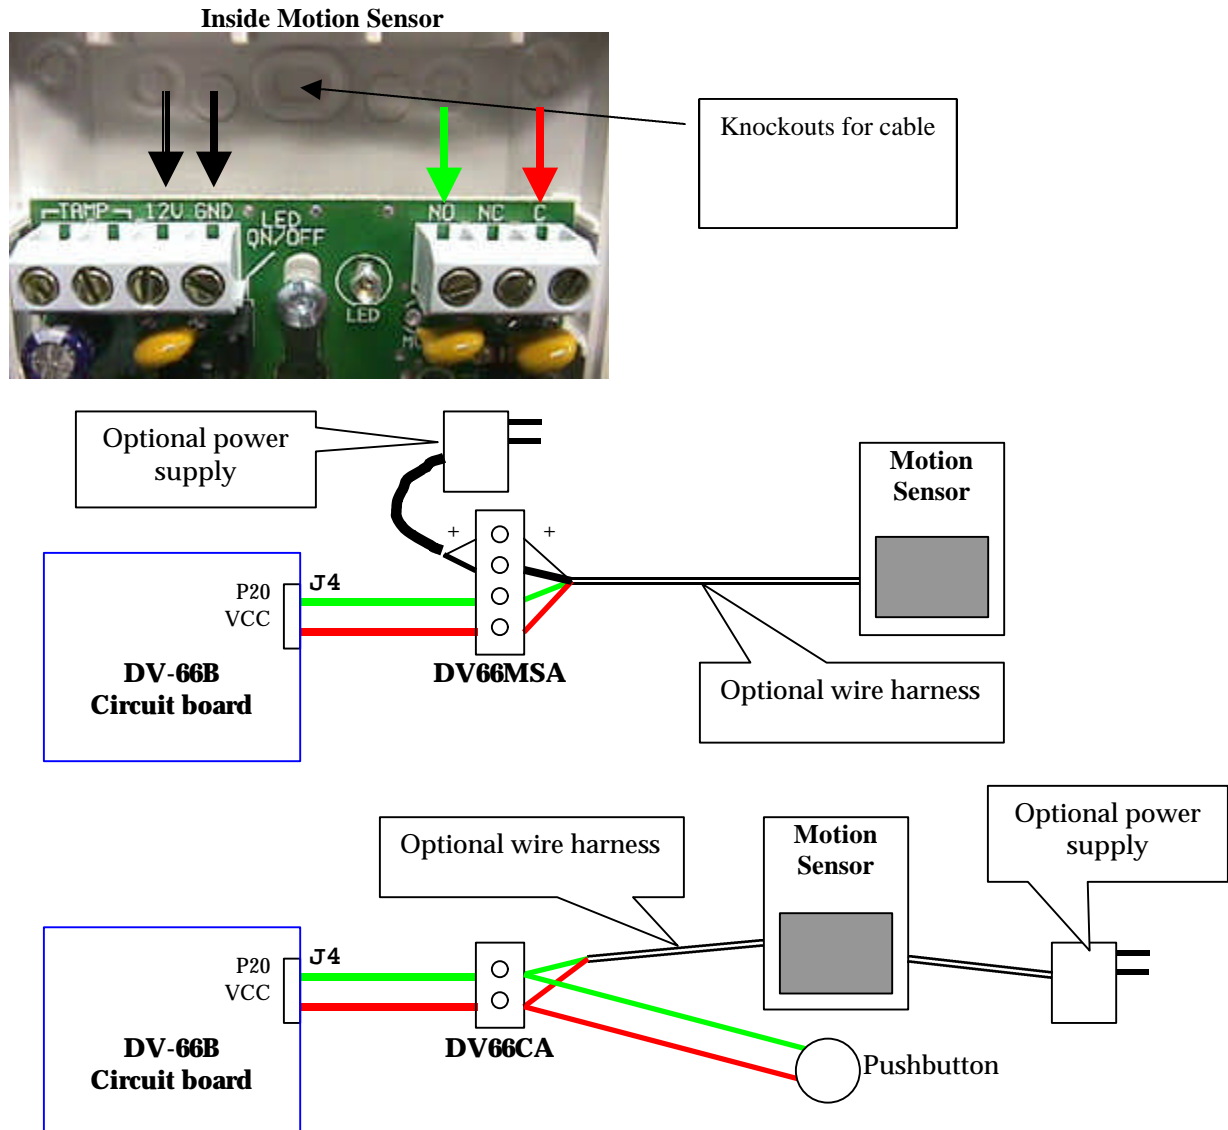 Inside Motion Sensor
Knockouts for cable
TAMP 12V GND NO NC C
LED
ON/OFF
LED
Optional power
supply
Motion
Sensor
+ +
P20 J4
VCC
DV-66B
Circuit board
DV66MSA
Optional wire harness
Optional power
supply
Optional wire harness
Motion
Sensor
P20 J4
VCC
DV66CA
DV-66B
Circuit board
Pushbutton